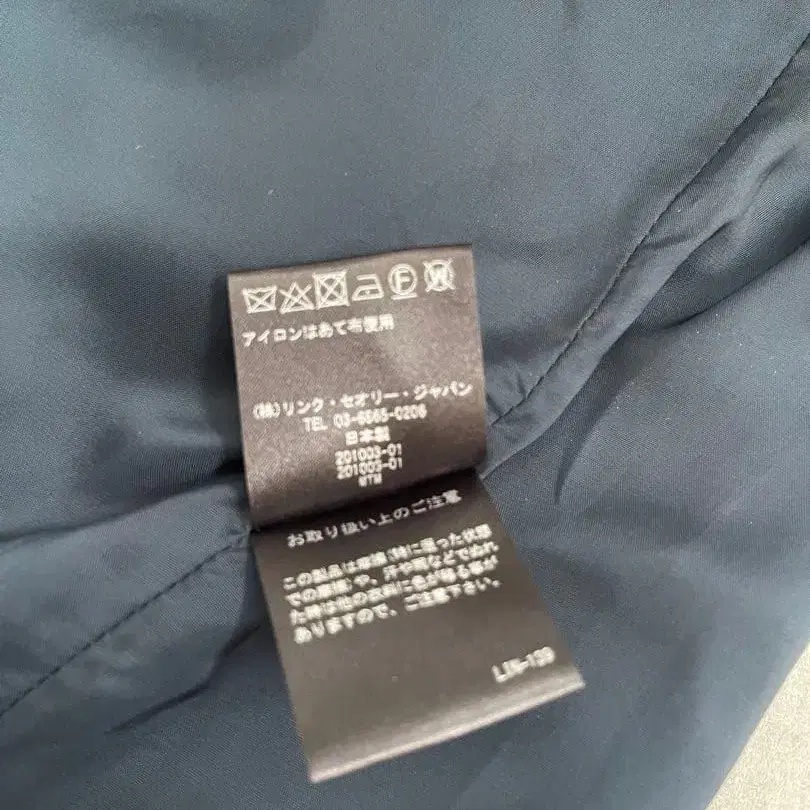 アイロンはあて布使用
(株)リンク・セオリー・ジャパン
TEL 03-6865-0206
日本製
201003-01
201003-01
MTM
お取り扱い上のご注意
この製品は摩擦(特に湿った状態
での摩擦)や、汗や雨などでぬれ
た時は他の衣料に色が移る事が
ありますので、ご注意下さい。
LIN-139